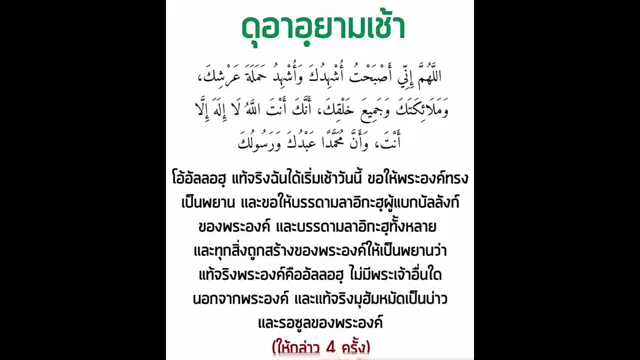 ดุอาอฺยามเช้า
اللَّهُمَّ إِنِّي أَصْبَحْتُ أُشْهِدُكَ وَأُشْهِدُ حَمَلَةَ عَرْشِكَ،
وَمَلَائِكَتَكَ وَجَمِيعَ خَلْقِكَ، أَنَّكَ أَنْتَ اللَّهُ لَا إِلَهَ إِلَّا
أَنْتَ، وَأَنَّ مُحَمَّدًا عَبْدُكَ وَرَسُولُكَ
โอ้อัลลอฮฺ แท้จริงฉันได้เริ่มเช้าวันนี้ ขอให้พระองค์ทรง
เป็นพยาน และขอให้บรรดามลาอิกะฮฺผู้แบกบัลลังก์
ของพระองค์ และบรรดามลาอิกะฮฺทั้งหลาย
และทุกสิ่งถูกสร้างของพระองค์ให้เป็นพยานว่า
แท้จริงพระองค์คืออัลลอฮฺ ไม่มีพระเจ้าอื่นใด
นอกจากพระองค์ และแท้จริงมุฮัมหมัดเป็นบ่าว
และรอซูลของพระองค์
(ให้กล่าว 4 ครั้ง)